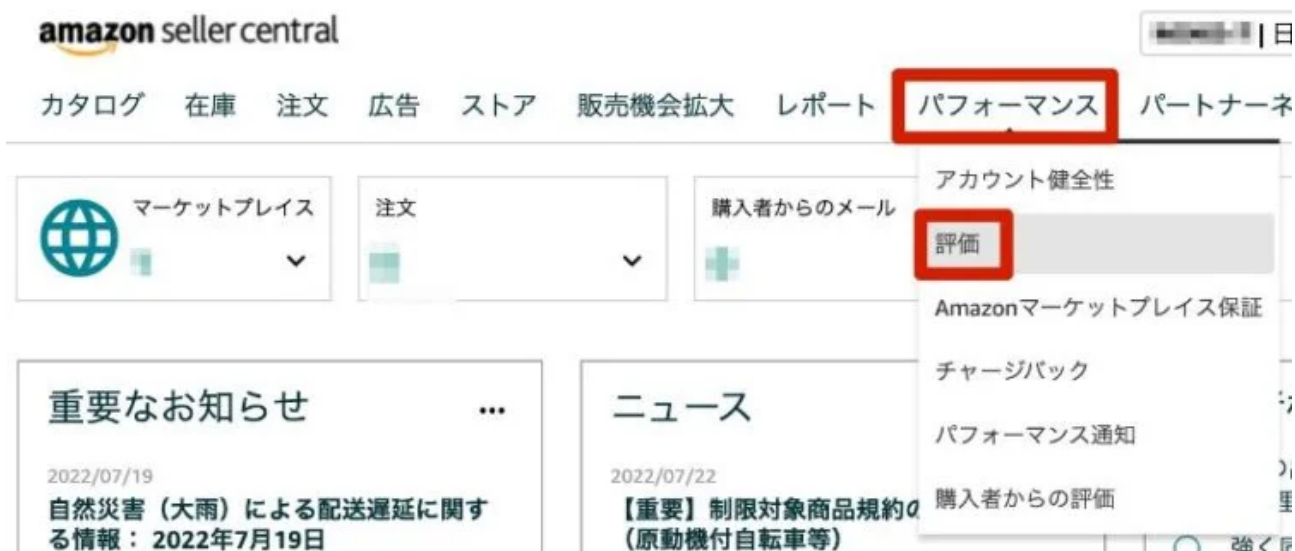 amazon seller central
| 日
カタログ 在庫 注文 広告 ストア 販売機会拡大 レポート パフォーマンス パートナーネ
マーケットプレイス
注文
購入者からのメール
アカウント健全性
評価
Amazonマーケットプレイス保証
チャージバック
パフォーマンス通知
購入者からの評価
重要なお知らせ
...
2022/07/19
自然災害（大雨）による配送遅延に関す
る情報： 2022年7月19日
ニュース
2022/07/22
【重要】制限対象商品規約の
（原動機付自転車等）
強く